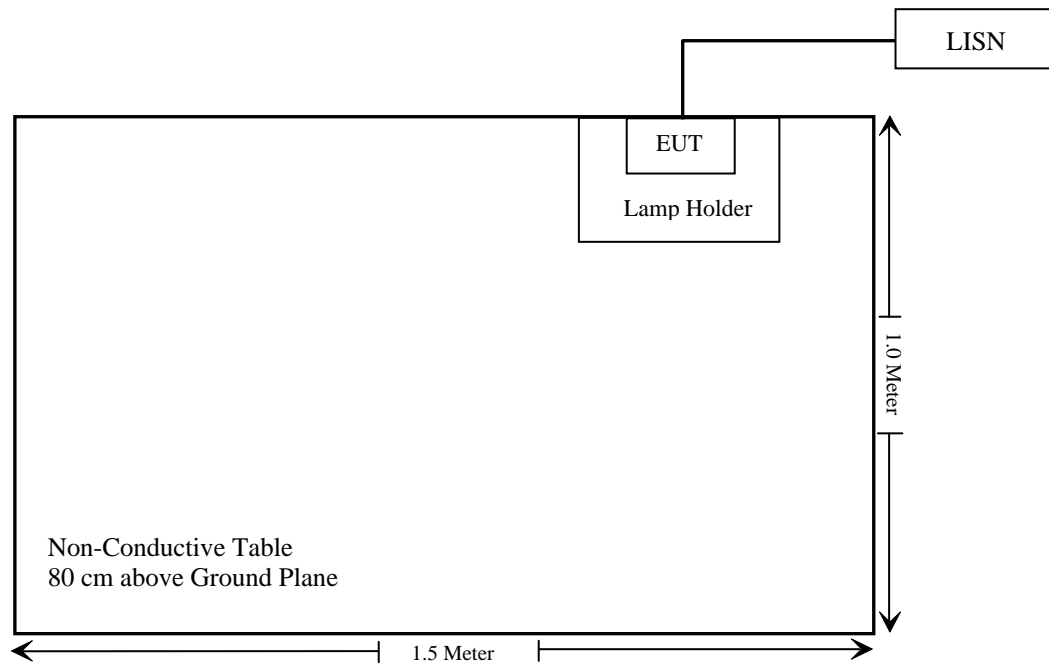 LISN
EUT
Lamp Holder
1.0 Meter
Non-Conductive Table
80 cm above Ground Plane
1.5 Meter